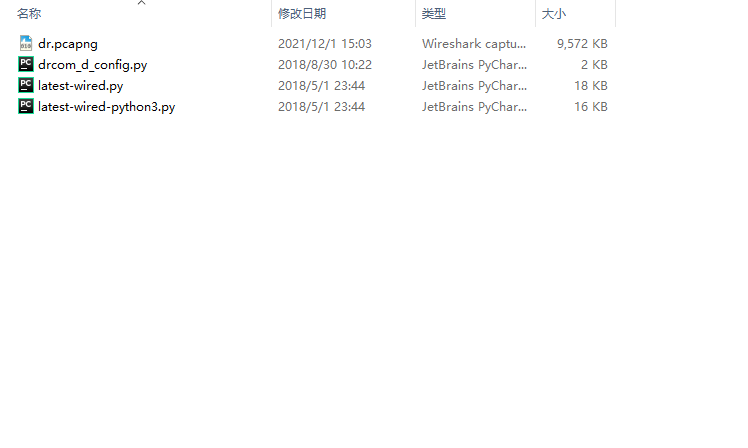 名称 修改日期 类型 大小
dr.pcapng 2021/12/1 15:03 Wireshark captu... 9,572 KB
drcom_d_config.py 2018/8/30 10:22 JetBrains PyChar... 2 KB
latest-wired.py 2018/5/1 23:44 JetBrains PyChar... 18 KB
latest-wired-python3.py 2018/5/1 23:44 JetBrains PyChar... 16 KB